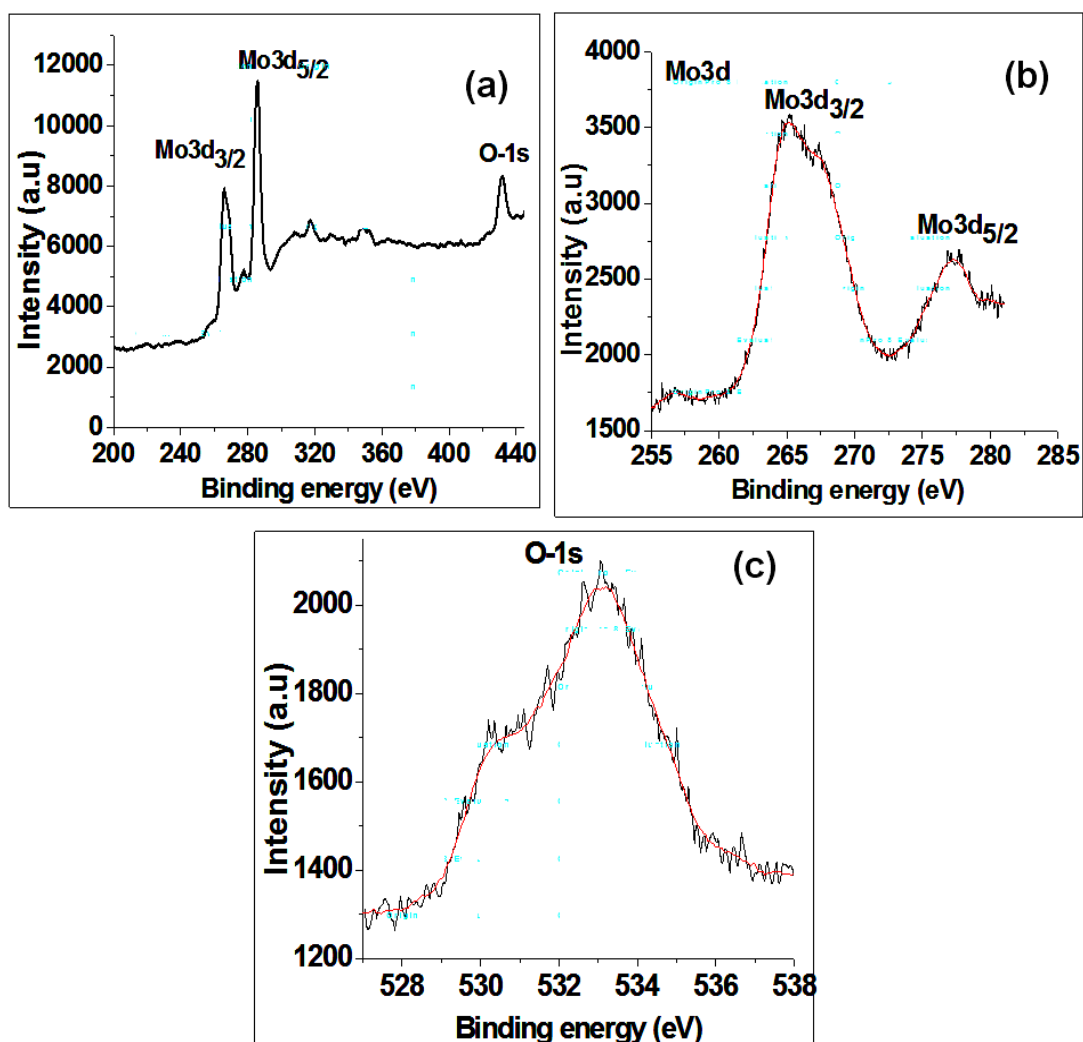 (a)
Mo3d5/2
Mo3d3/2
O-1s
12000
10000
8000
6000
4000
2000
0
Intensity (a.u)
200 240 280 320 360 400 440
Binding energy (eV)
(b)
Mo3d
Mo3d3/2
Mo3d5/2
4000
3500
3000
2500
2000
1500
Intensity (a.u)
255 260 265 270 275 280 285
Binding energy (eV)
O-1s
(c)
2000
1800
1600
1400
1200
Intensity (a.u)
528 530 532 534 536 538
Binding energy (eV)